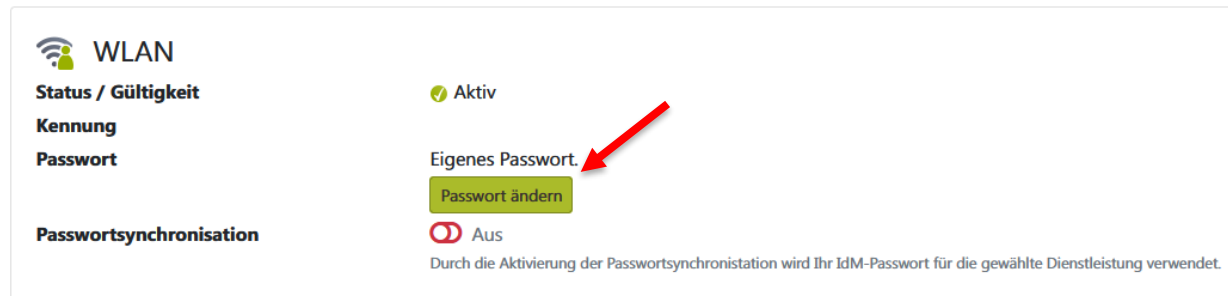 WLAN
Status / Gültigkeit Aktiv
Kennung
Passwort Eigenes Passwort.
Passwort ändern
Passwortsynchronisation Aus
Durch die Aktivierung der Passwortsynchronistation wird Ihr IdM-Passwort für die gewählte Dienstleistung verwendet.